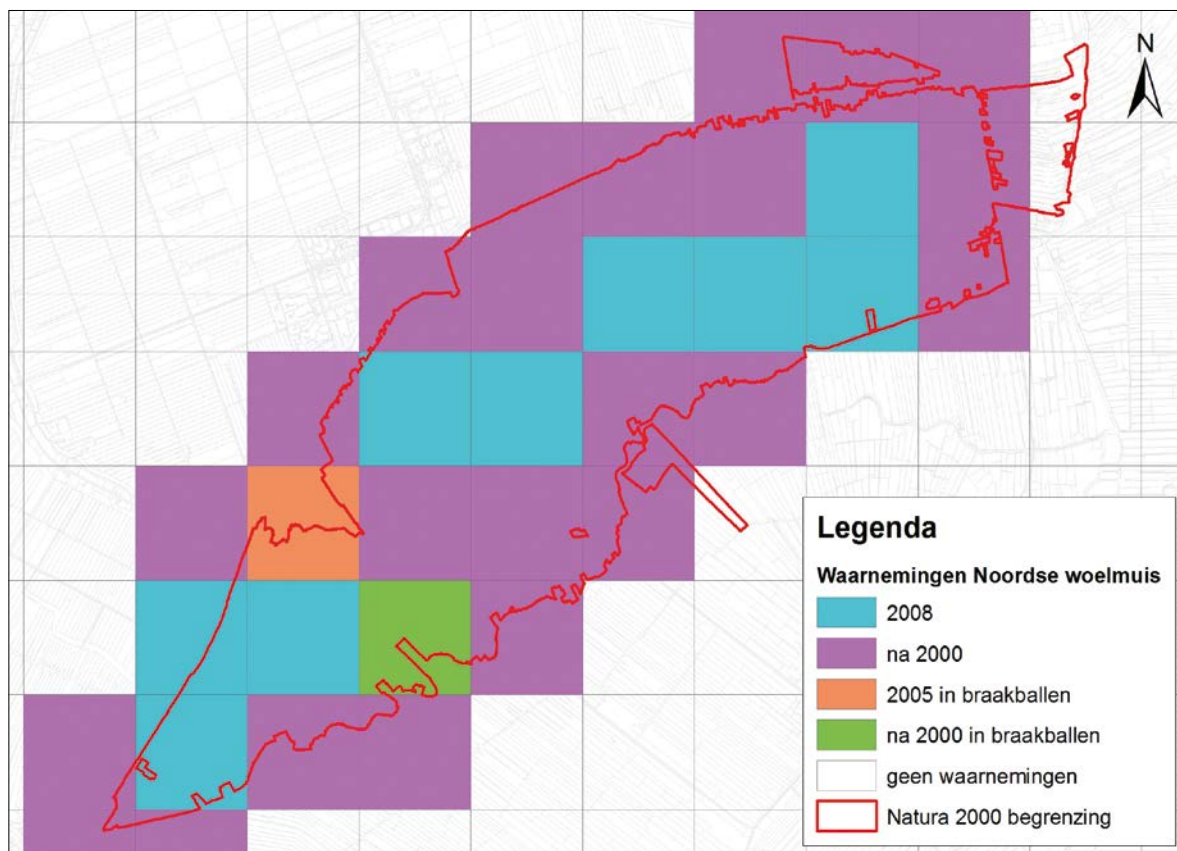 N
Legenda
Waarnemingen Noordse woelmuis
2008
na 2000
2005 in braakballen
na 2000 in braakballen
geen waarnemingen
Natura 2000 begrenzing